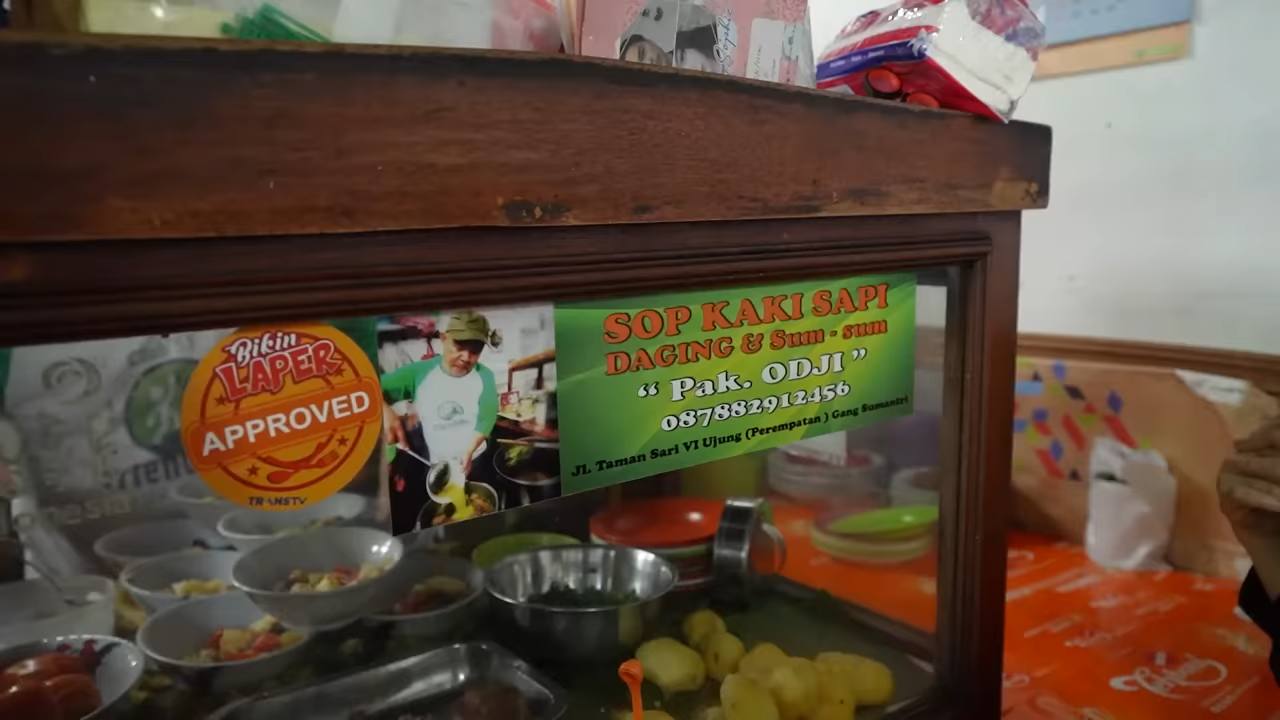 Bikin
LAPER
APPROVED
TRANSTV
SOP KAKI SAPI
DAGING & Sum - sum
“ Pak. ODJI ”
087882912456
Jl. Taman Sari VI Ujung (Perempatan ) Gang Sumantri